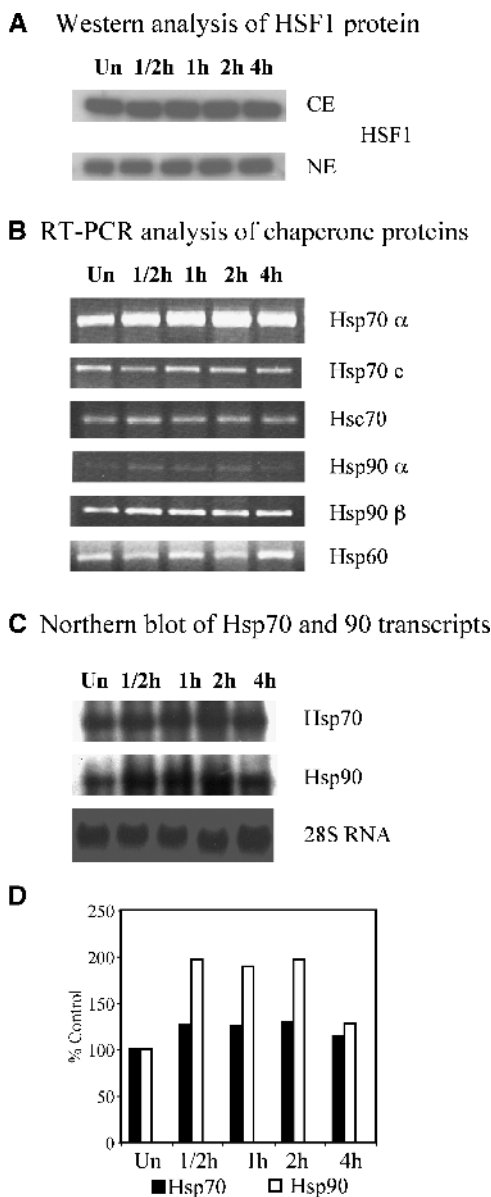 A Western analysis of HSF1 protein
Un 1/2h 1h 2h 4h
CE
HSF1
NE
B RT-PCR analysis of chaperone proteins
Un 1/2h 1h 2h 4h
Hsp70 α
Hsp70 c
Hsc70
Hsp90 α
Hsp90 β
Hsp60
C Northern blot of Hsp70 and 90 transcripts
Un 1/2h 1h 2h 4h
Hsp70
Hsp90
28S RNA
D
250
200
150
100
50
0
% Control
Un 1/2h 1h 2h 4h
Hsp70 Hsp90